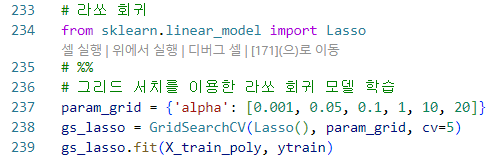 233 # 라쏘 회귀
234 from sklearn.linear_model import Lasso
셀 실행 | 위에서 실행 | 디버그 셀 | [171](으)로 이동
235 # %%
236 # 그리드 서치를 이용한 라쏘 회귀 모델 학습
237 param_grid = {'alpha': [0.001, 0.05, 0.1, 1, 10, 20]}
238 gs_lasso = GridSearchCV(Lasso(), param_grid, cv=5)
239 gs_lasso.fit(X_train_poly, ytrain)